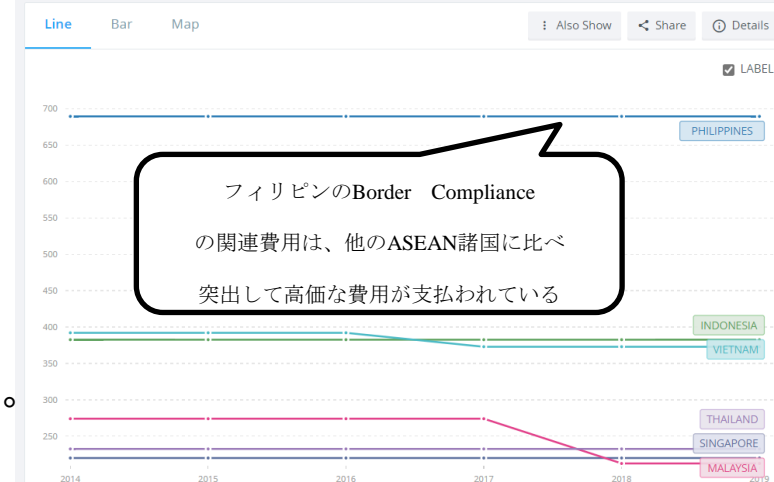 Line Bar Map Also Show Share Details
LABEL
700
PHILIPPINES
650
600
フィリピンのBorder　Compliance
550
の関連費用は、他のASEAN諸国に比べ
500
450
突出して高価な費用が支払われている
400
INDONESIA
VIETNAM
350
300
THAILAND
250
SINGAPORE
MALAYSIA
2014 2015 2016 2017 2018 2019